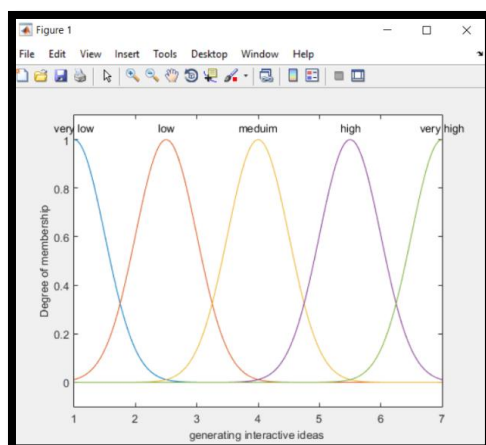 Figure 1
File Edit View Insert Tools Desktop Window Help
very low low meduim high very high
1
0.8
0.6
0.4
0.2
0
Degree of membership
1 2 3 4 5 6 7
generating interactive ideas